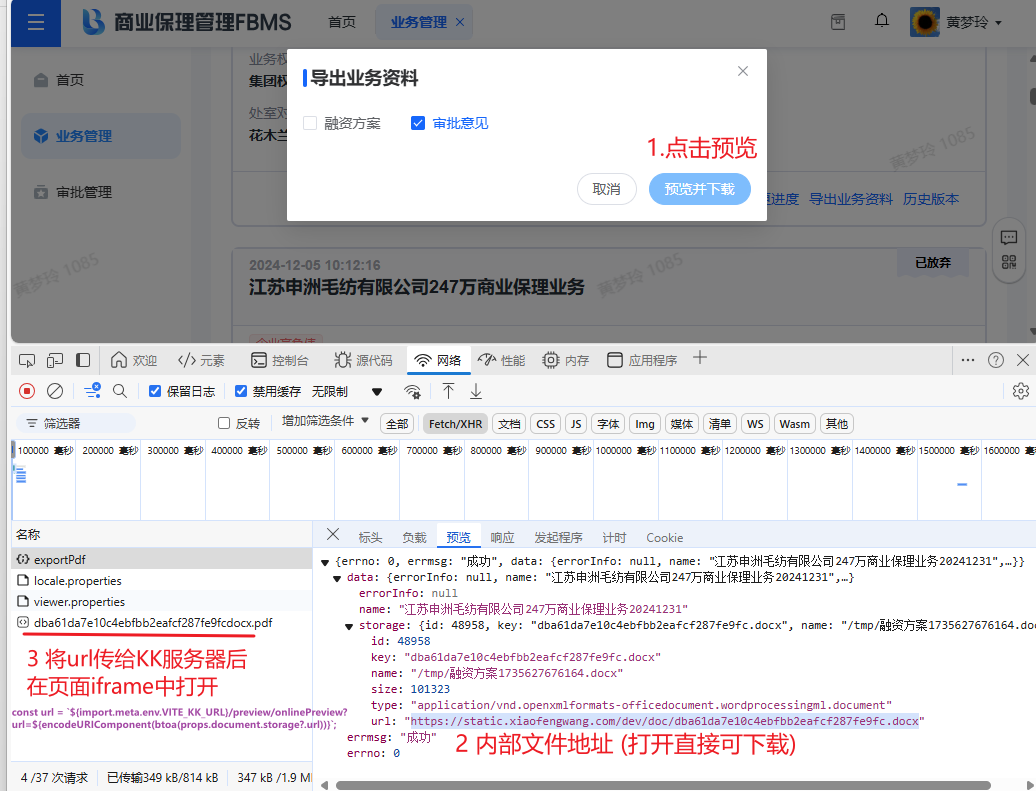 商业保理管理FBMS
首页
业务管理
黄梦玲
首页
业务管理
审批管理
业务权
集团权
处室对
花木兰
导出业务资料
融资方案
审批意见
1.点击预览
取消
预览并下载
黄梦玲 1085
进度 导出业务资料 历史版本
2024-12-05 10:12:16
江苏申洲毛纺有限公司247万商业保理业务
已放弃
黄梦玲 1085
黄梦玲 1085
欢迎 元素 控制台 源代码 网络 性能 内存 应用程序
保留日志 禁用缓存 无限制
筛选器 反转 增加筛选条件 全部 Fetch/XHR 文档 CSS JS 字体 Img 媒体 清单 WS Wasm 其他
100000 毫秒 200000 毫秒 300000 毫秒 400000 毫秒 500000 毫秒 600000 毫秒 700000 毫秒 800000 毫秒 900000 毫秒 1000000 毫秒 1100000 毫秒 1200000 毫秒 1300000 毫秒 1400000 毫秒 1500000 毫秒 1600000
名称
exportPdf
locale.properties
viewer.properties
dba61da7e10c4ebfbb2eafcf287fe9fcdocx.pdf
3 将url传给KK服务器后
在页面iframe中打开
const url = `${import.meta.env.VITE_KK_URL}/preview/onlinePreview?
url=${encodeURIComponent(btoa(props.document.storage?.url))}`;
4 /37 次请求 已传输349 kB/814 kB 347 kB /1.9 M
标头 负载 预览 响应 发起程序 计时 Cookie
{errno: 0, errmsg: "成功", data: {errorInfo: null, name: "江苏申洲毛纺有限公司247万商业保理业务20241231",…}}
data: {errorInfo: null, name: "江苏申洲毛纺有限公司247万商业保理业务20241231",…}
errorInfo: null
name: "江苏申洲毛纺有限公司247万商业保理业务20241231"
storage: {id: 48958, key: "dba61da7e10c4ebfbb2eafcf287fe9fc.docx", name: "/tmp/融资方案1735627676164.doc
id: 48958
key: "dba61da7e10c4ebfbb2eafcf287fe9fc.docx"
name: "/tmp/融资方案1735627676164.docx"
size: 101323
type: "application/vnd.openxmlformats-officedocument.wordprocessingml.document"
url: "https://static.xiaofengwang.com/dev/doc/dba61da7e10c4ebfbb2eafcf287fe9fc.docx"
errmsg: "成功"
errno: 0
2 内部文件地址 (打开直接可下载)